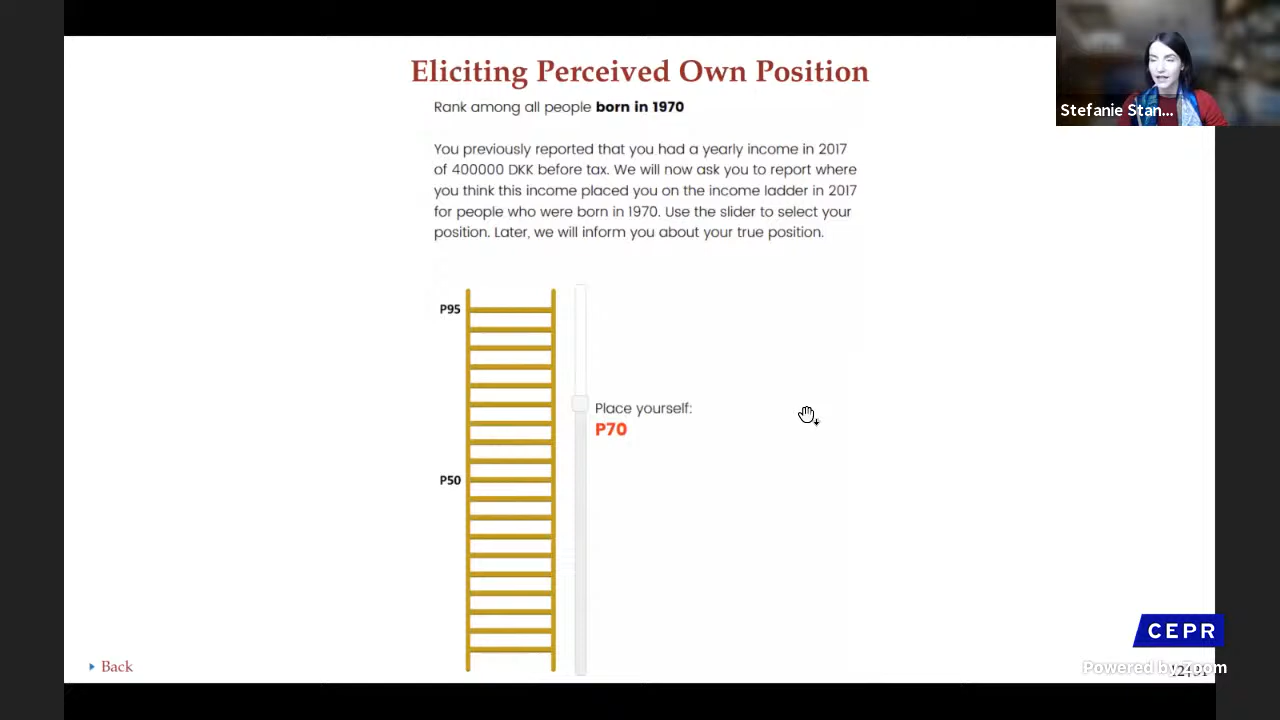 Eliciting Perceived Own Position
Stefanie Stan...
Rank among all people born in 1970
You previously reported that you had a yearly income in 2017
of 400000 DKK before tax. We will now ask you to report where
you think this income placed you on the income ladder in 2017
for people who were born in 1970. Use the slider to select your
position. Later, we will inform you about your true position.
P95
Place yourself:
P70
P50
CEPR
Back
Powered by Zoom